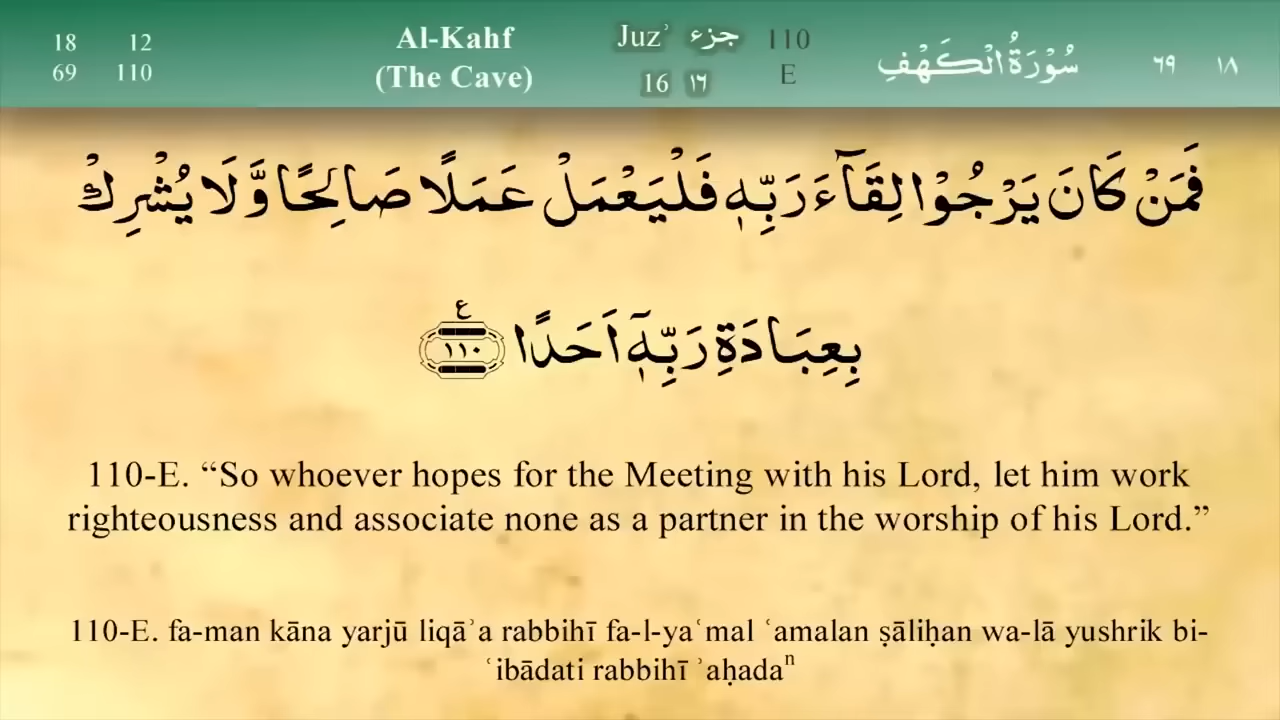 18 12
69 110
Al-Kahf
(The Cave)
Juzʾ جزء
16 ١٦
110
E
سُوْرَةُ الْكَهْفِ
٦٩ ١٨
فَمَنْ كَانَ يَرْجُوْا لِقَآءَ رَبِّهٖ فَلْيَعْمَلْ عَمَلًا صَالِحًا وَّلَا يُشْرِكْ
بِعِبَادَةِ رَبِّهٖٓ اَحَدًا ع ١١٠
110-E. “So whoever hopes for the Meeting with his Lord, let him work
righteousness and associate none as a partner in the worship of his Lord.”
110-E. fa-man kāna yarjū liqāʾa rabbihī fa-l-yaʿmal ʿamalan ṣāliḥan wa-lā yushrik bi-
ʿibādati rabbihī ʾaḥadaⁿ